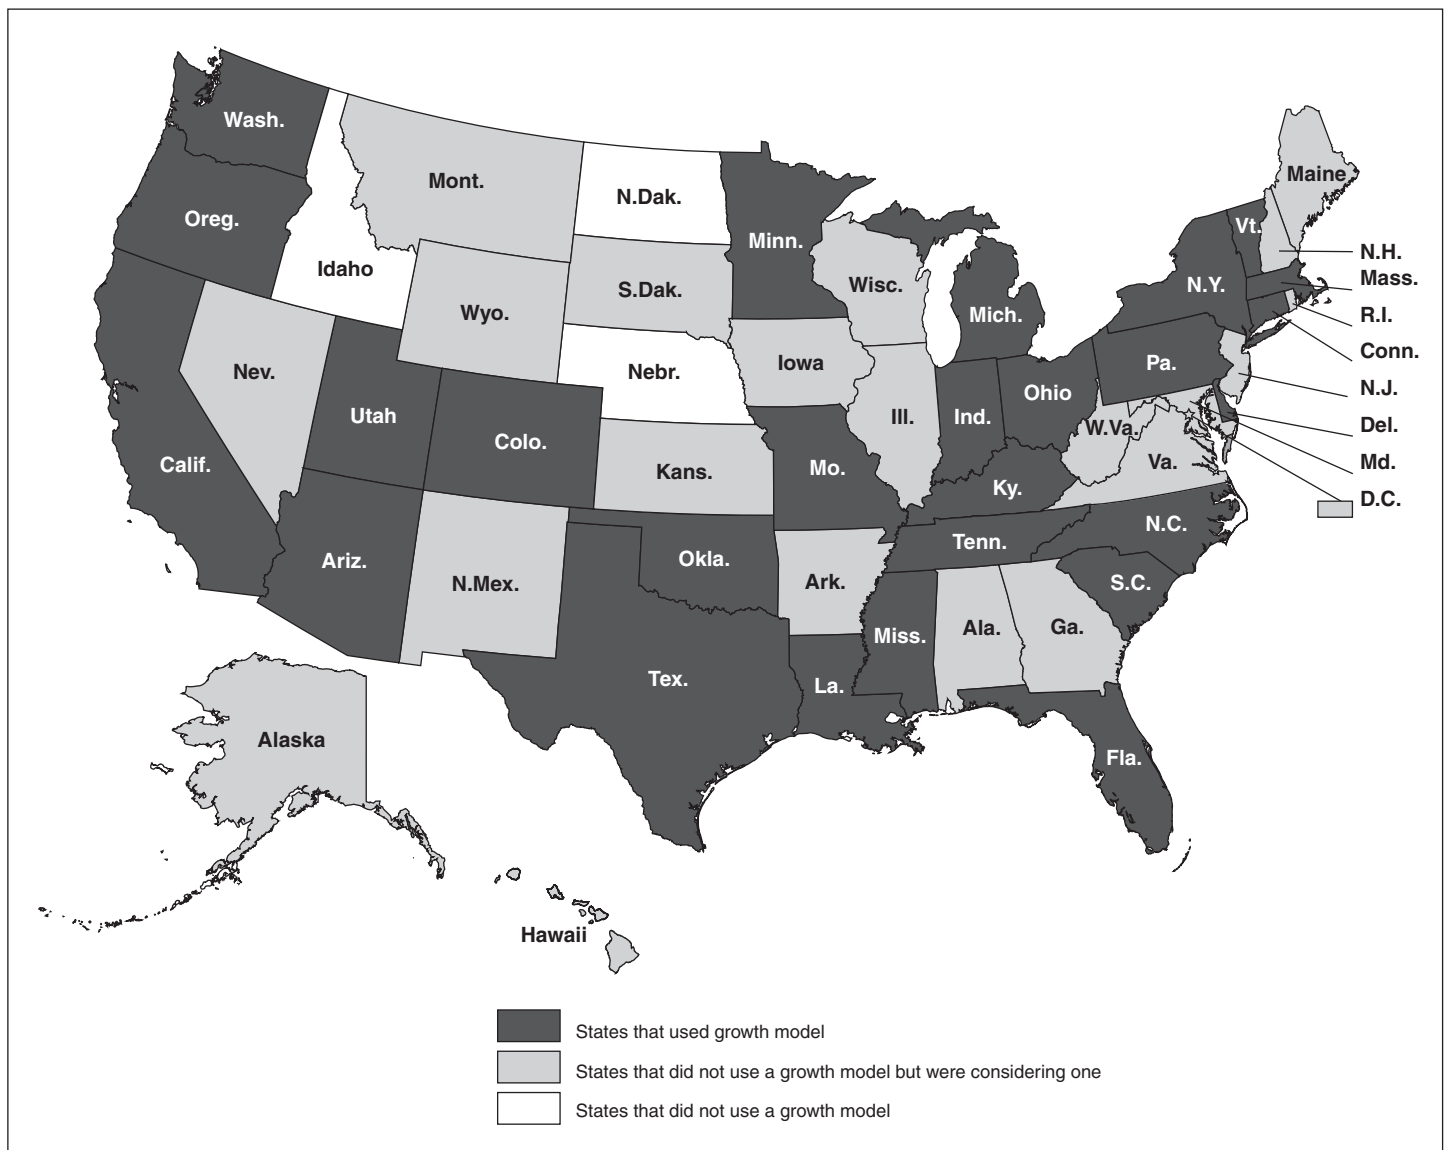 Wash.
Maine
Mont.
N.Dak.
Oreg.
Vt.
Minn.
N.H.
Idaho
Mass.
Wisc.
N.Y.
S.Dak.
Wyo.
Mich.
R.I.
Conn.
Iowa
Pa.
Nev.
Nebr.
N.J.
Ohio
Utah
Ill.
Ind.
Del.
Colo.
W.Va.
Calif.
Mo.
Va.
Md.
Kans.
Ky.
D.C.
N.C.
Tenn.
Ariz.
Okla.
N.Mex.
Ark.
S.C.
Miss.
Ala.
Ga.
Tex.
La.
Alaska
Fla.
Hawaii
States that used growth model
States that did not use a growth model but were considering one
States that did not use a growth model